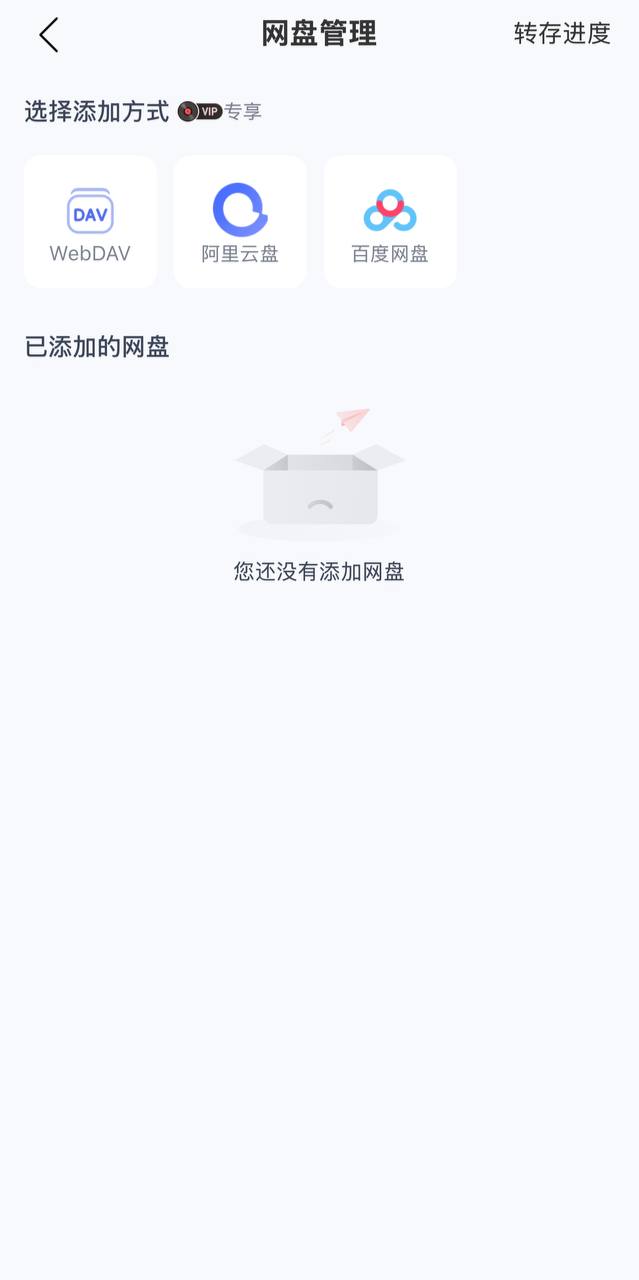 网盘管理 转存进度
选择添加方式 VIP 专享
DAV
WebDAV 阿里云盘 百度网盘
已添加的网盘
您还没有添加网盘